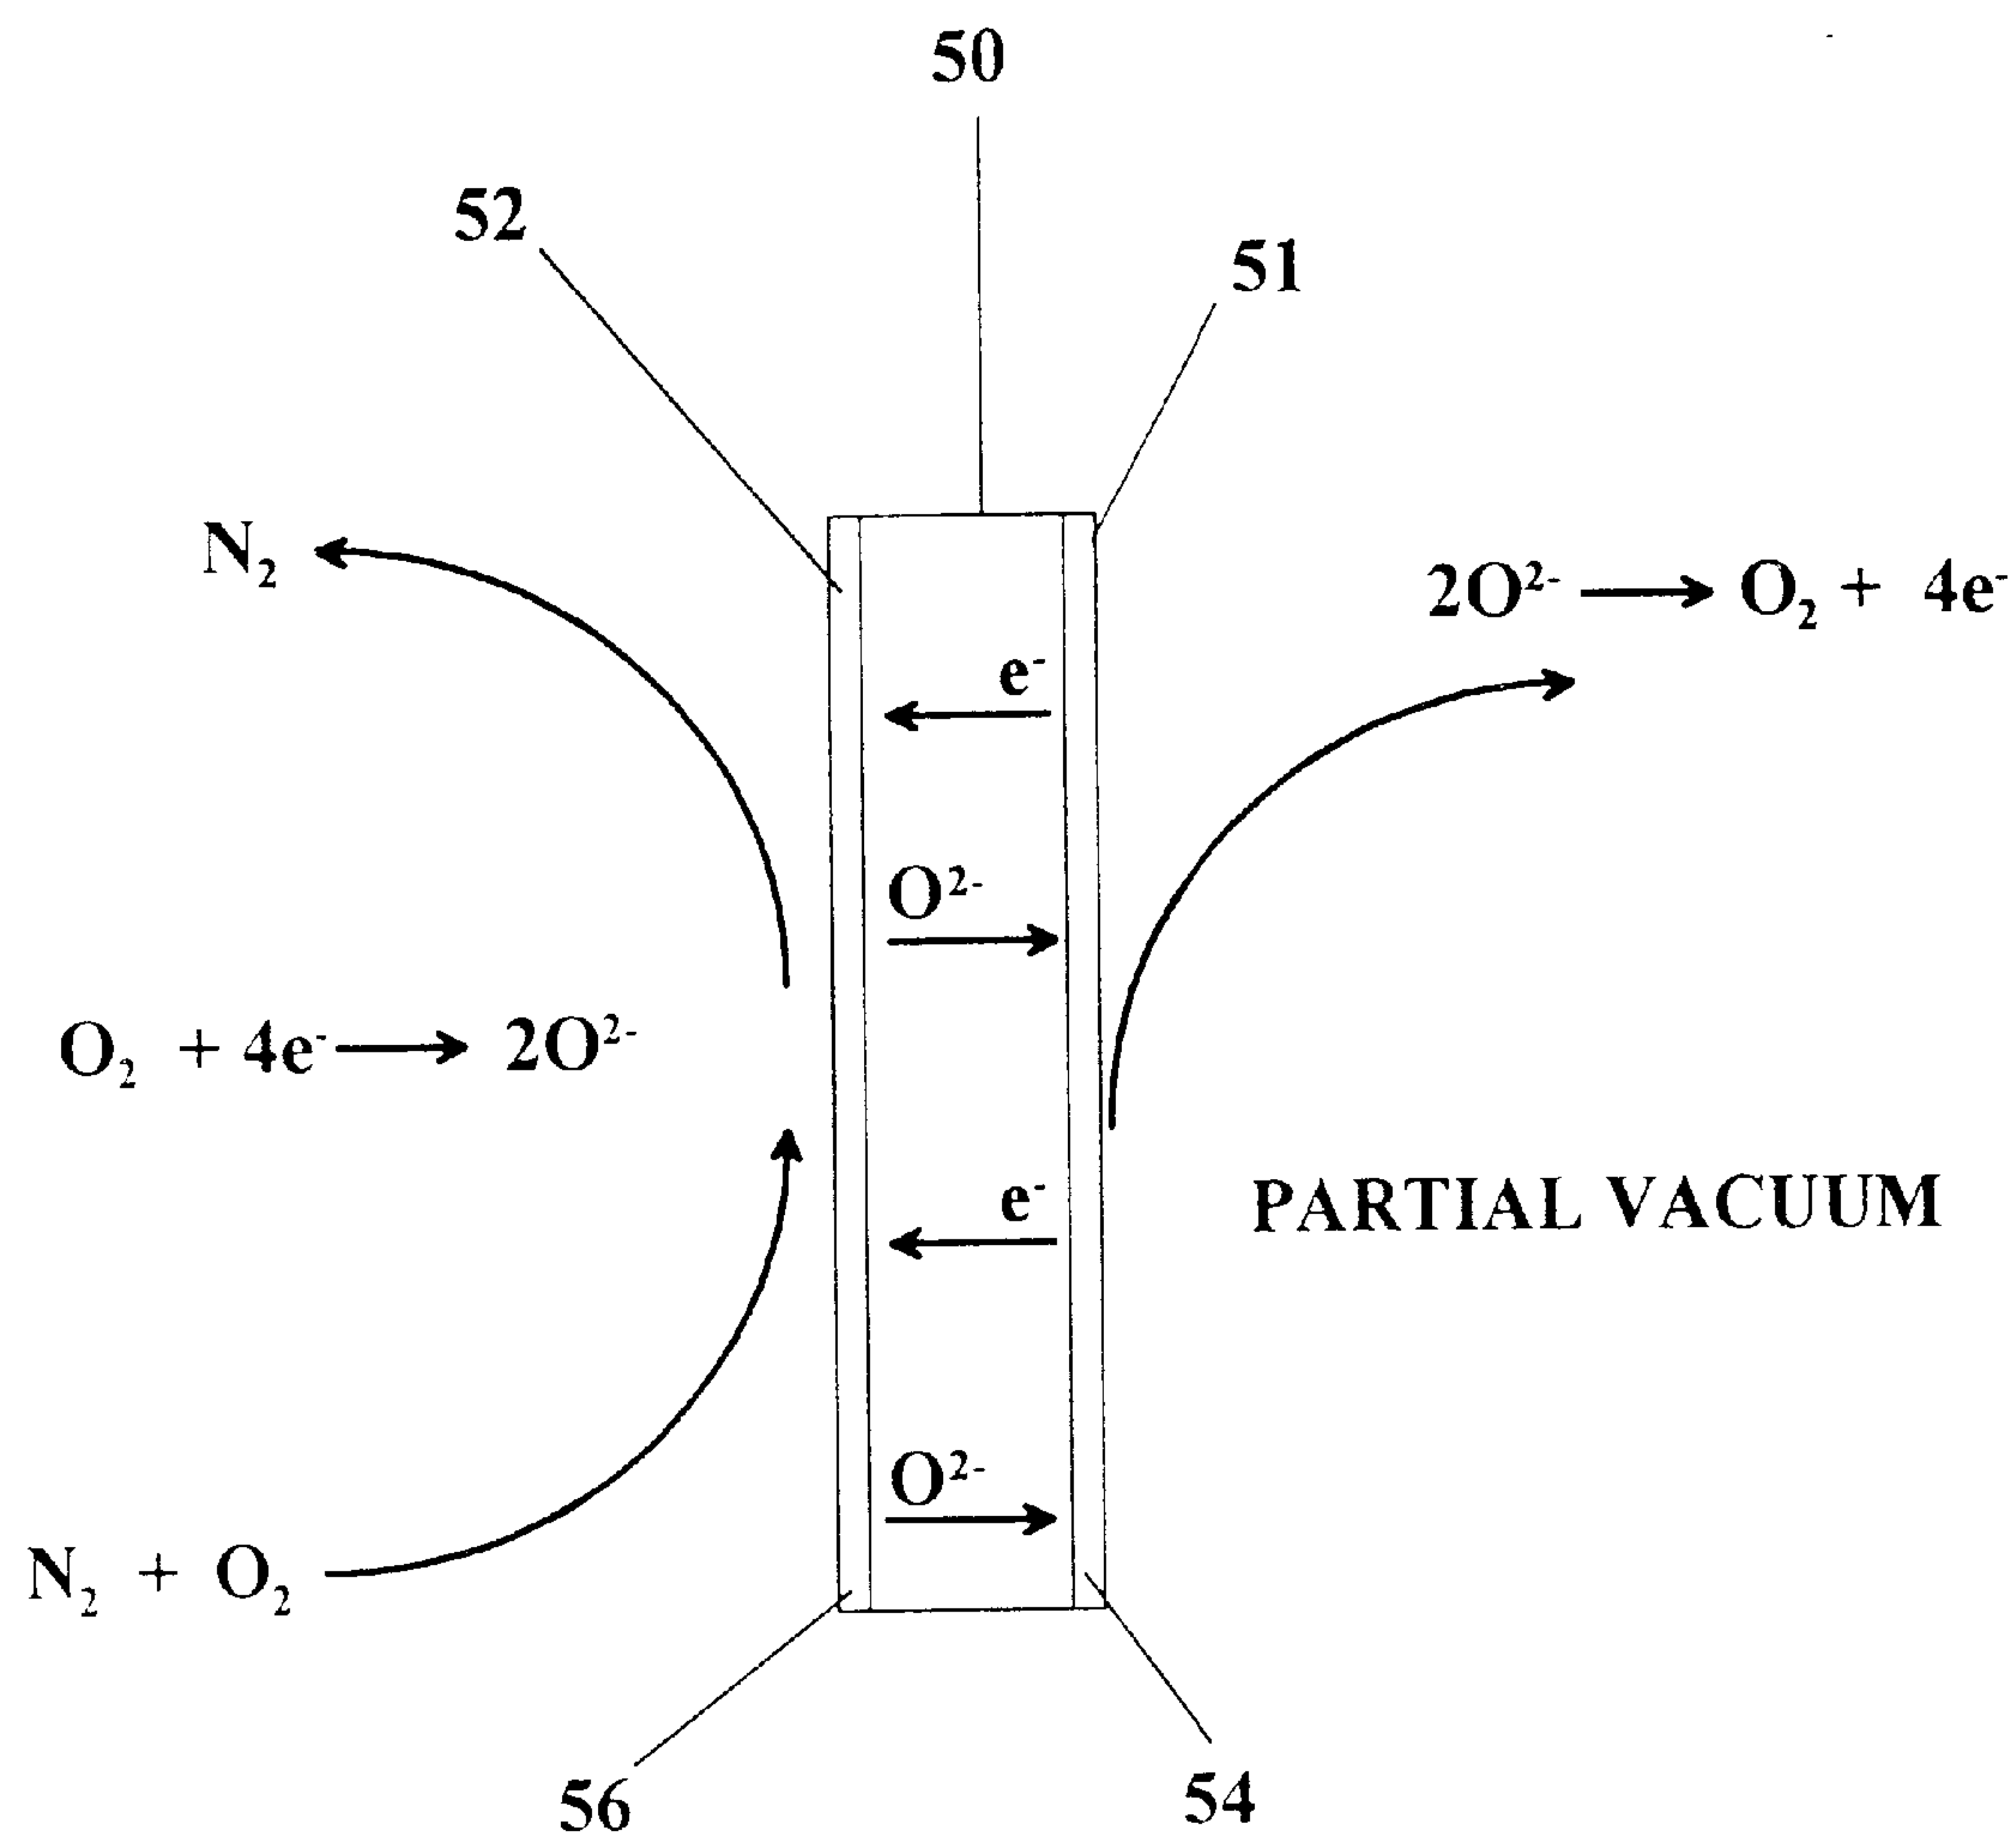 50
52
51
N₂
2O²⁻ → O₂ + 4e⁻
e⁻
O²⁻
O₂ + 4e⁻ → 2O²⁻
e⁻
PARTIAL VACUUM
O²⁻
N₂ + O₂
56
54